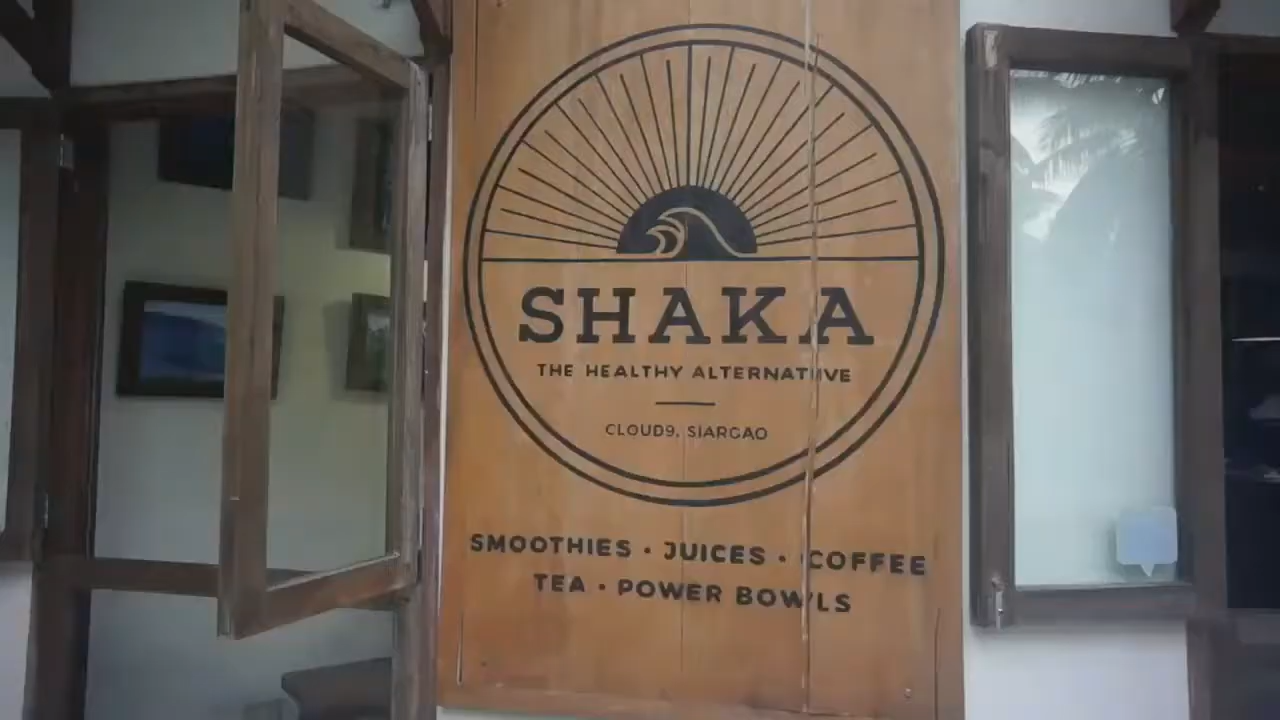 SHAKA
THE HEALTHY ALTERNATIVE
CLOUD9, SIARGAO
SMOOTHIES • JUICES • COFFEE
TEA • POWER BOWLS